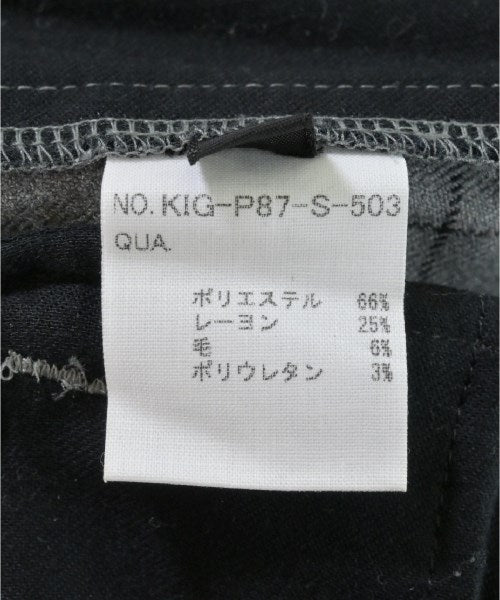 NO. KIG-P87-S-503
QUA.
ポリエステル 66%
レーヨン 25%
毛 6%
ポリウレタン 3%